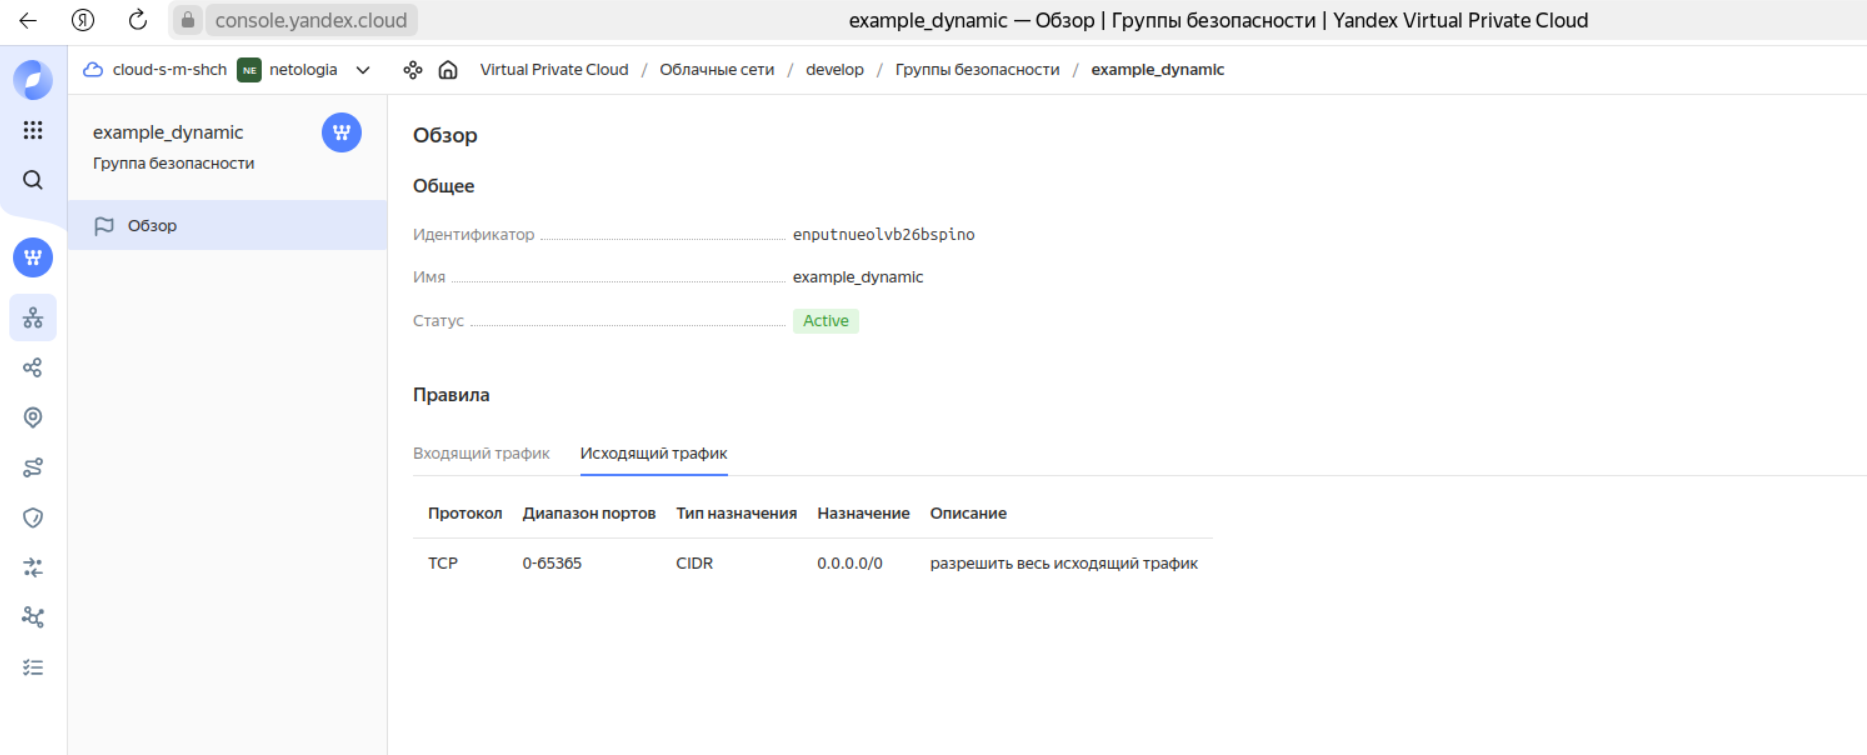 console.yandex.cloud
example_dynamic — Обзор | Группы безопасности | Yandex Virtual Private Cloud
cloud-s-m-shch NE netologia Virtual Private Cloud / Облачные сети / develop / Группы безопасности / example_dynamic
example_dynamic
Группа безопасности
Обзор
Обзор
Общее
Идентификатор enputnueolvb26bspino
Имя example_dynamic
Статус Active
Правила
Входящий трафик Исходящий трафик
Протокол Диапазон портов Тип назначения Назначение Описание
TCP 0-65365 CIDR 0.0.0.0/0 разрешить весь исходящий трафик